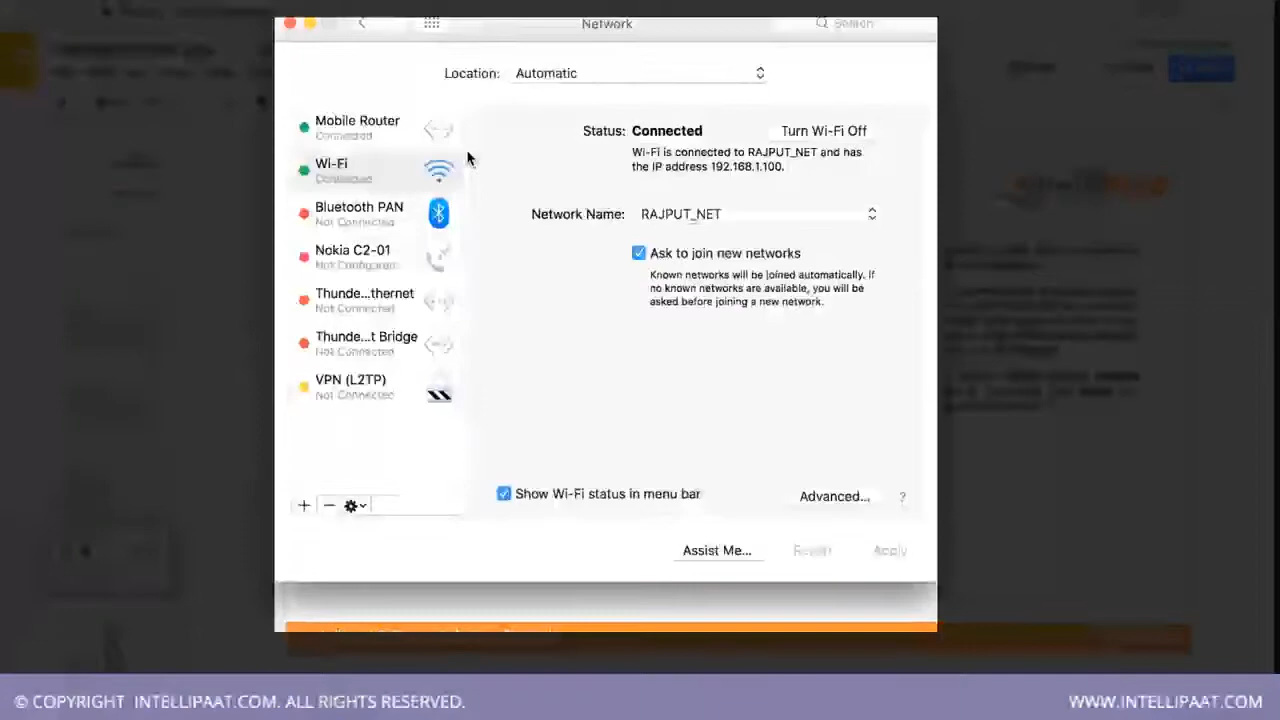 Network
Search
Location: Automatic
Mobile Router
Connected
Wi-Fi
Connected
Bluetooth PAN
Not Connected
Nokia C2-01
Not Configured
Thunde...thernet
Not Connected
Thunde...t Bridge
Not Connected
VPN (L2TP)
Not Connected
Status: Connected
Turn Wi-Fi Off
Wi-Fi is connected to RAJPUT_NET and has
the IP address 192.168.1.100.
Network Name: RAJPUT_NET
Ask to join new networks
Known networks will be joined automatically. If
no known networks are available, you will be
asked before joining a new network.
Show Wi-Fi status in menu bar
Advanced...
?
Assist Me...
Revert
Apply
© COPYRIGHT INTELLIPAAT.COM. ALL RIGHTS RESERVED.
WWW.INTELLIPAAT.COM